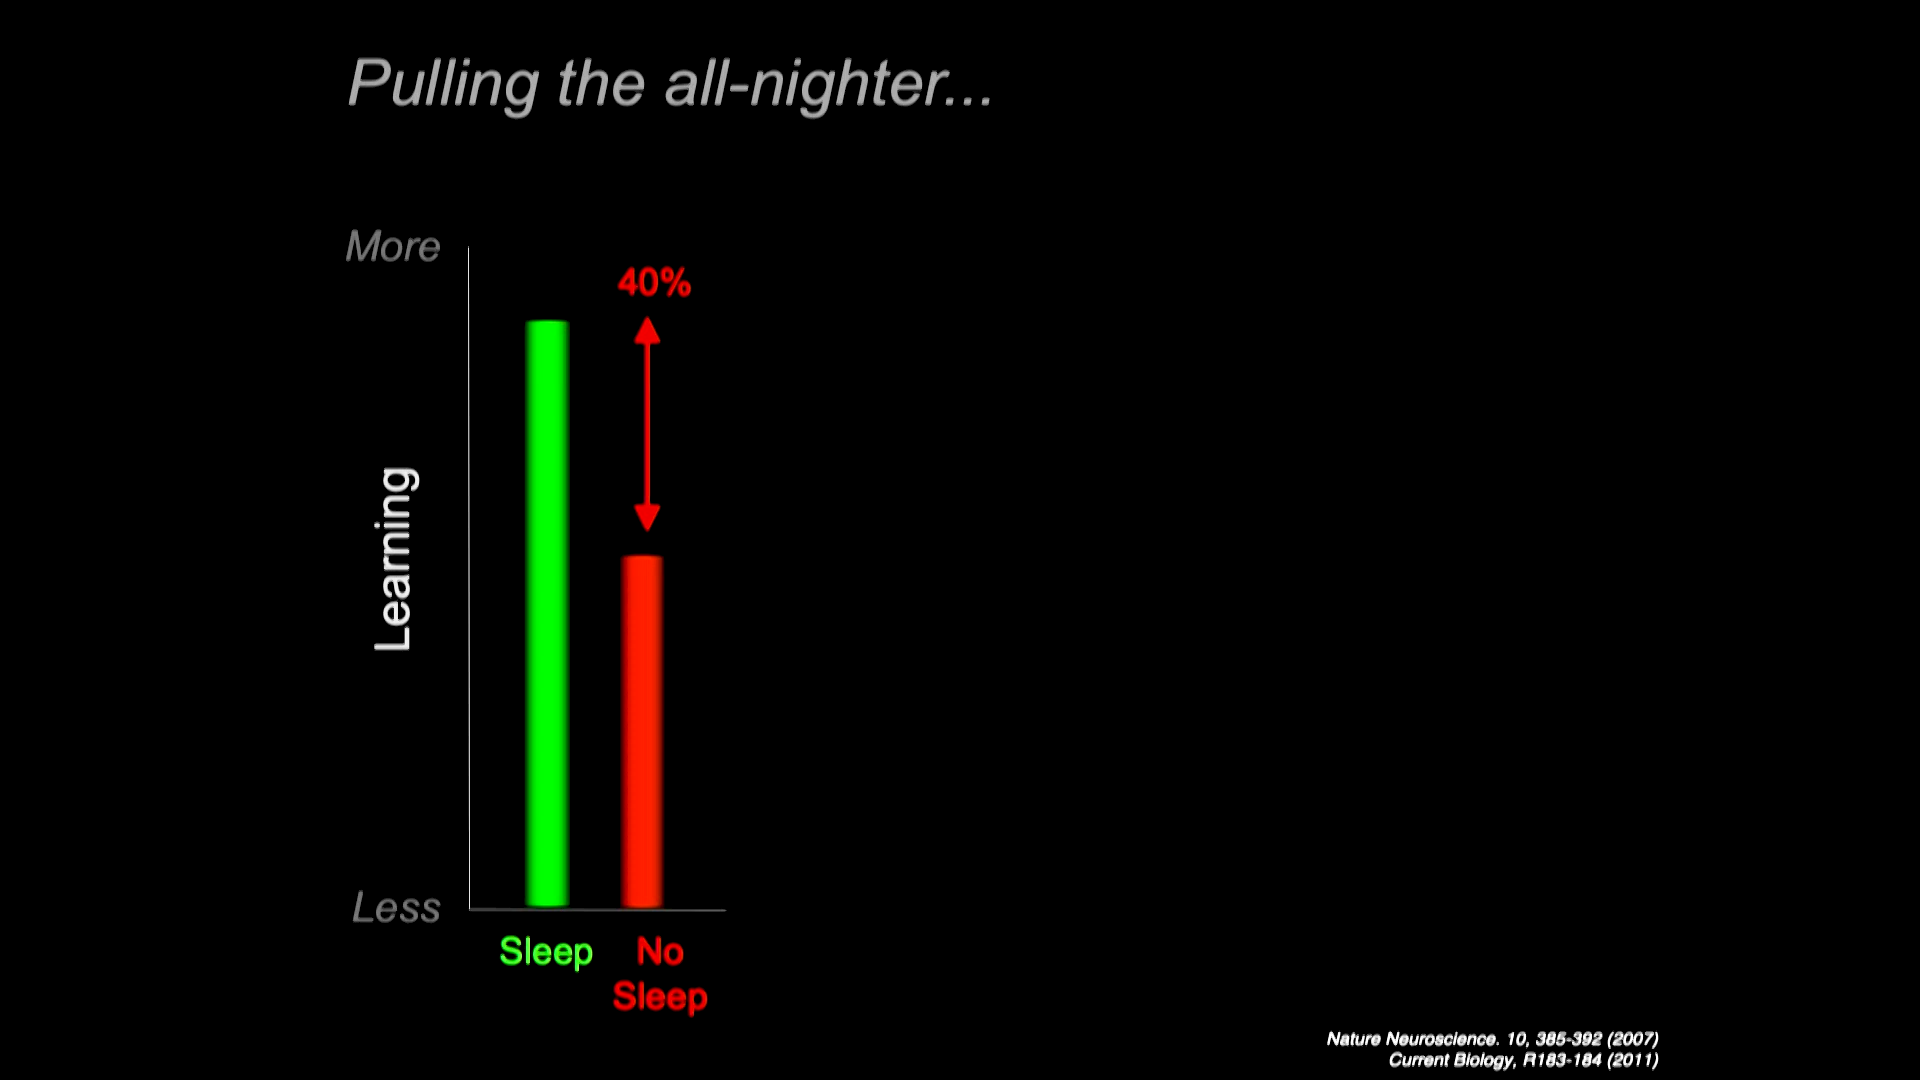 Pulling the all-nighter...
More
40%
Learning
Less
Sleep
No
Sleep
Nature Neuroscience. 10, 385-392 (2007)
Current Biology, R183-184 (2011)